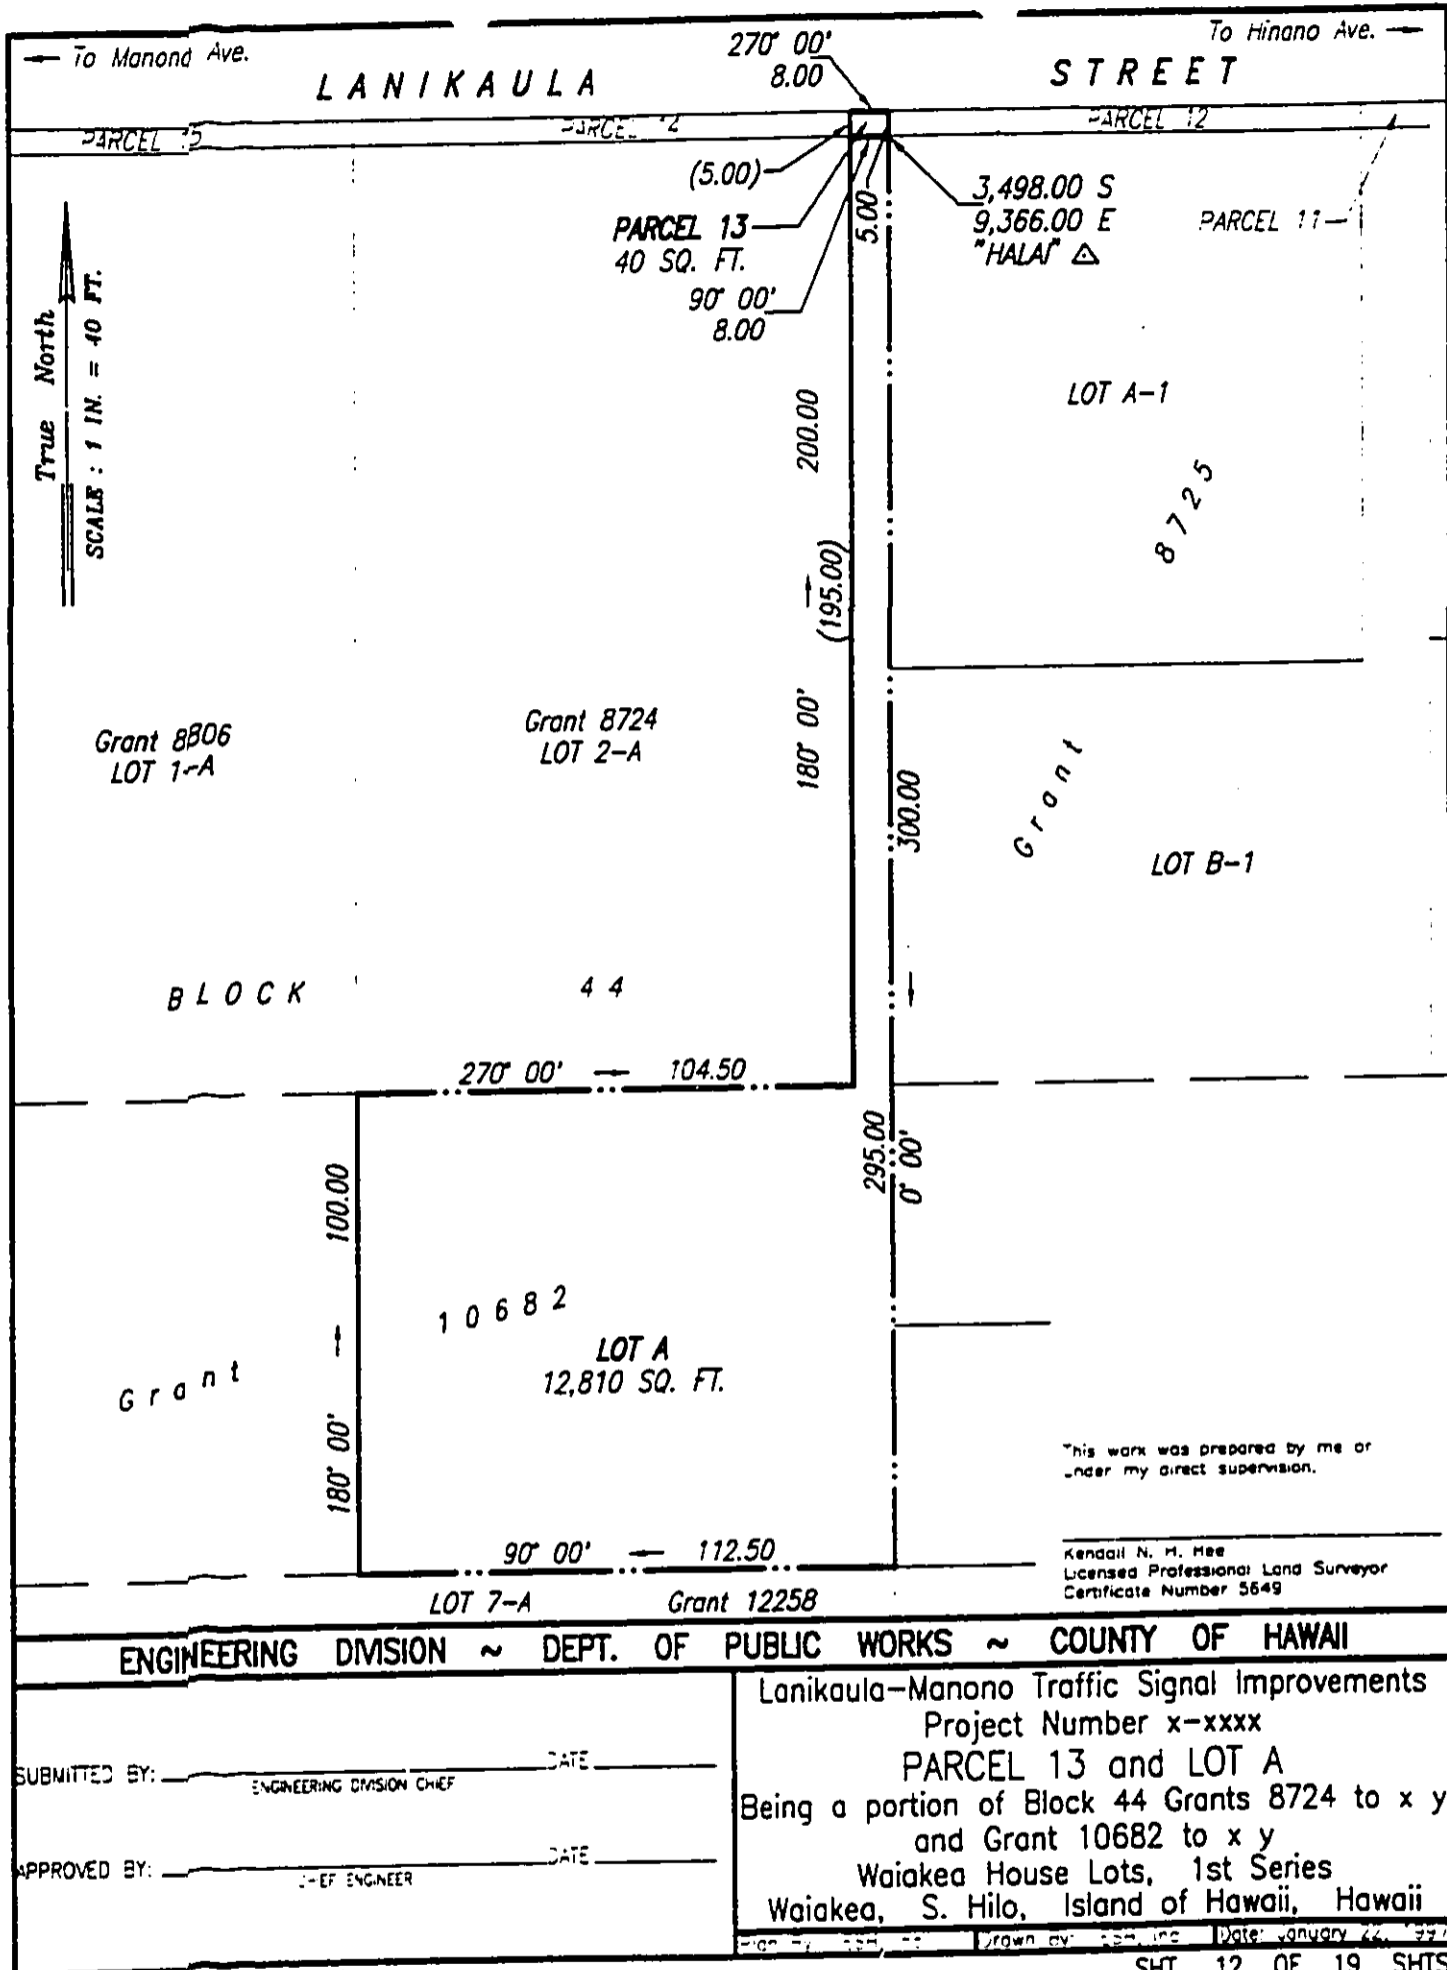 ← To Manono Ave.
270° 00'
8.00
To Hinano Ave. →
LANIKAULA STREET
PARCEL 15
PARCEL 14
PARCEL 12
(5.00)
5.00
3,498.00 S
9,366.00 E
"HALAI" △
PARCEL 11
PARCEL 13
40 SQ. FT.
90° 00'
8.00
True North
SCALE : 1 IN. = 40 FT.
LOT A-1
200.00
8725
(195.00)
180° 00'
Grant 8806
LOT 1-A
Grant 8724
LOT 2-A
300.00
Grant
LOT B-1
BLOCK 44
270° 00' 104.50
295.00
0° 00'
100.00
180° 00'
10682
LOT A
12,810 SQ. FT.
Grant
This work was prepared by me or
under my direct supervision.
90° 00' ← 112.50
Kendall N. H. Hee
Licensed Professional Land Surveyor
Certificate Number 5649
LOT 7-A Grant 12258
ENGINEERING DIVISION ~ DEPT. OF PUBLIC WORKS ~ COUNTY OF HAWAII
Lanikaula-Manono Traffic Signal Improvements
Project Number x-xxxx
PARCEL 13 and LOT A
Being a portion of Block 44 Grants 8724 to x y
and Grant 10682 to x y
Waiakea House Lots, 1st Series
Waiakea, S. Hilo, Island of Hawaii, Hawaii
SUBMITTED BY: DATE
ENGINEERING DIVISION CHIEF
APPROVED BY: DATE
CHIEF ENGINEER
Drawn by: Date: January 22,
SHT. 12 OF 19 SHTS